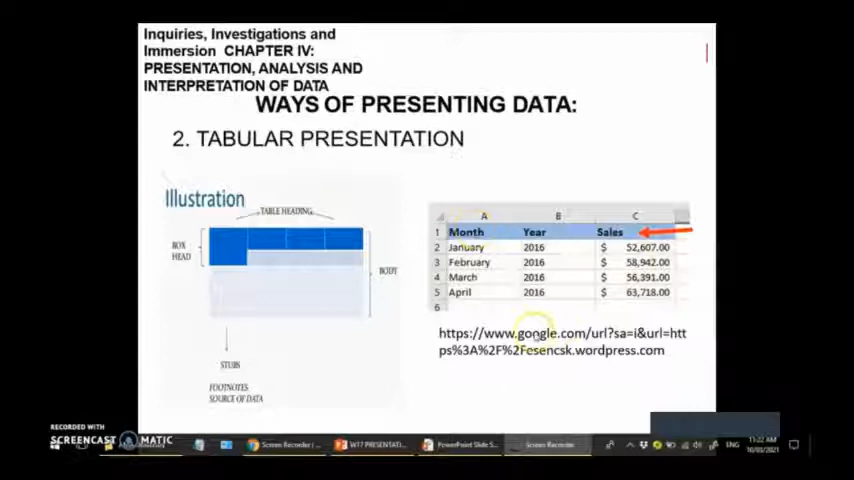 Inquiries, Investigations and
Immersion CHAPTER IV:
PRESENTATION, ANALYSIS AND
INTERPRETATION OF DATA
WAYS OF PRESENTING DATA:
2. TABULAR PRESENTATION
Illustration
TABLE HEADING
BOX
HEAD
BODY
STUBS
FOOTNOTES
SOURCE OF DATA
A B C
1 Month Year Sales
2 January 2016 $ 52,607.00
3 February 2016 $ 58,942.00
4 March 2016 $ 56,391.00
5 April 2016 $ 63,718.00
6
https://www.google.com/url?sa=i&url=htt
ps%3A%2F%2Fesencsk.wordpress.com
RECORDED WITH
SCREENCAST MATIC
Screen Recorder |...
W17 PRESENTATI...
PowerPoint Slide S...
Screen Recorder
ENG
11:22 AM
10/03/2021